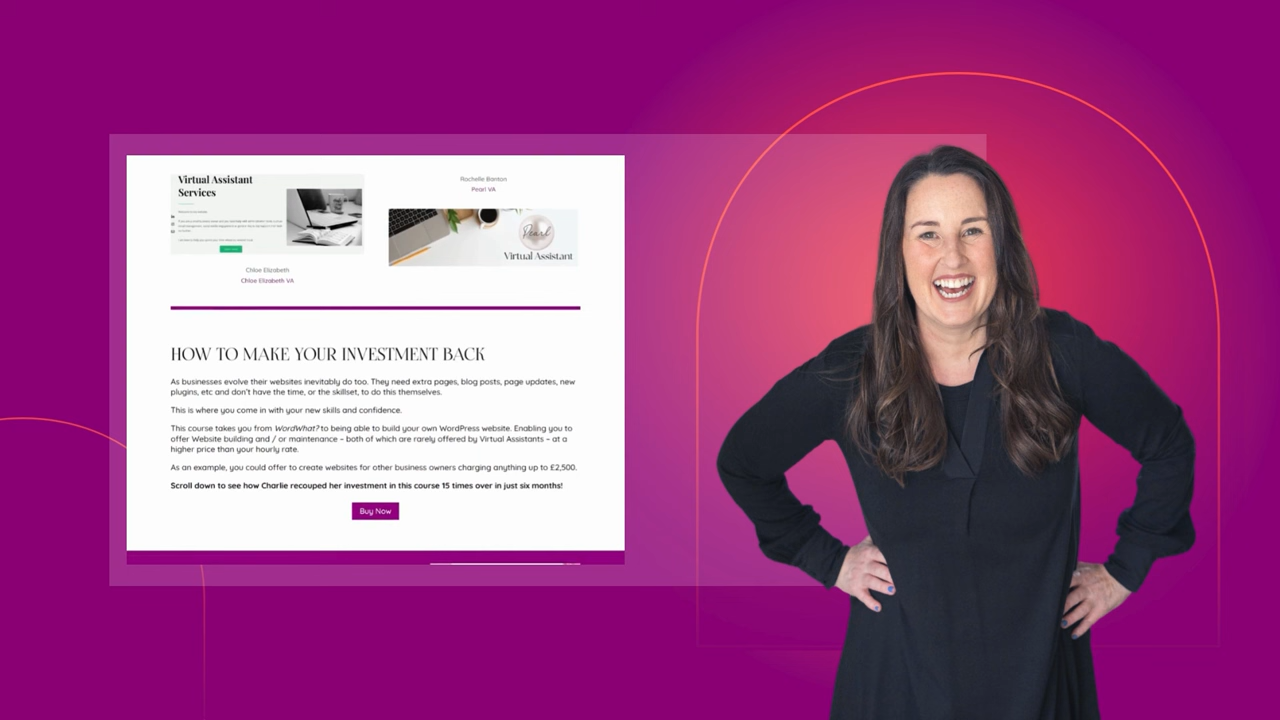 Virtual Assistant
Services
Chloe Elizabeth
Chloe Elizabeth VA
Rachelle Banton
Pearl VA
Pearl
Virtual Assistant
HOW TO MAKE YOUR INVESTMENT BACK
As businesses evolve their websites inevitably do too. They need extra pages, blog posts, page updates, new
plugins, etc and don't have the time, or the skillset, to do this themselves.
This is where you come in with your new skills and confidence.
This course takes you from WordWhat? to being able to build your own WordPress website. Enabling you to
offer Website building and / or maintenance – both of which are rarely offered by Virtual Assistants – at a
higher price than your hourly rate.
As an example, you could offer to create websites for other business owners charging anything up to £2,500.
Scroll down to see how Charlie recouped her investment in this course 15 times over in just six months!
Buy Now